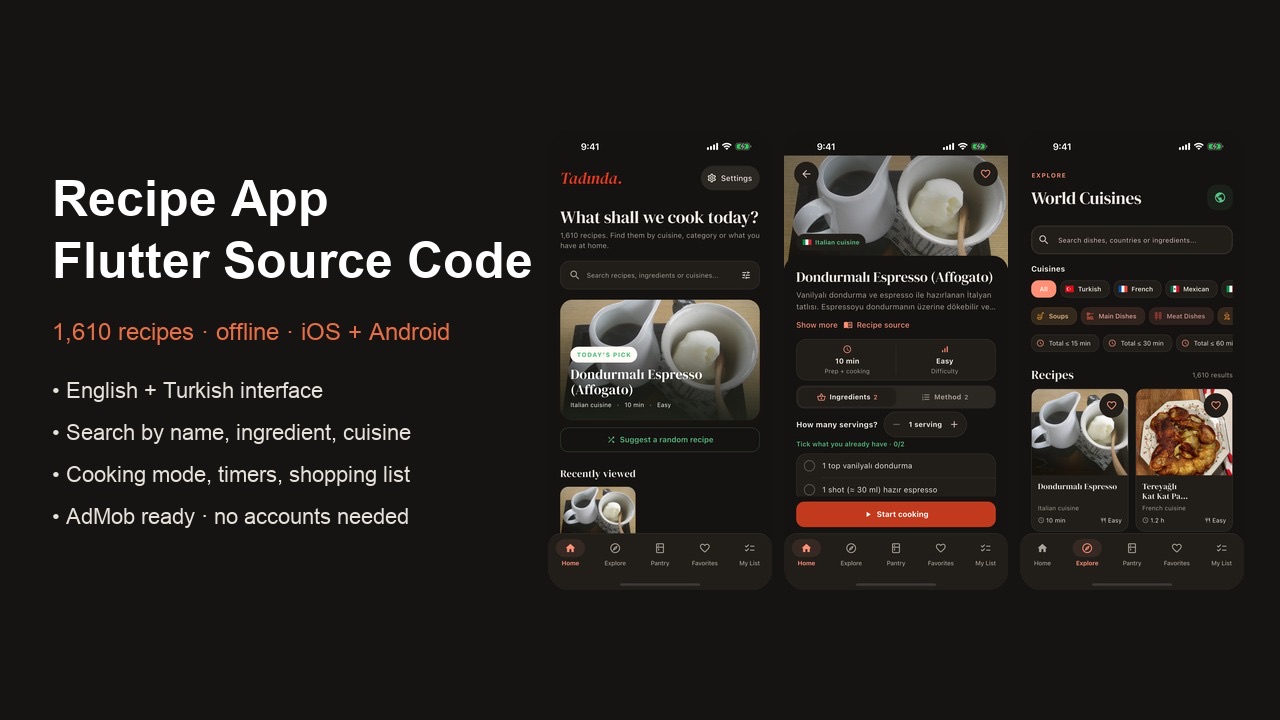 Recipe App
Flutter Source Code
1,610 recipes · offline · iOS + Android
• English + Turkish interface
• Search by name, ingredient, cuisine
• Cooking mode, timers, shopping list
• AdMob ready · no accounts needed
9:41
Tadında.
Settings
What shall we cook today?
1,610 recipes. Find them by cuisine, category or what you
have at home.
Search recipes, ingredients or cuisines...
TODAY'S PICK
Dondurmalı Espresso
(Affogato)
Italian cuisine · 10 min · Easy
Suggest a random recipe
Recently viewed
Home
Explore
Pantry
Favorites
My List
9:41
Italian cuisine
Dondurmalı Espresso (Affogato)
Vanilyalı dondurma ve espresso ile hazırlanan İtalyan
tatlısı. Espressoyu dondurmanın üzerine dökebilir ve...
Show more
Recipe source
10 min
Prep + cooking
Easy
Difficulty
Ingredients 2
Method 2
How many servings?
− 1 serving +
Tick what you already have · 0/2
1 top vanilyalı dondurma
1 shot (≈ 30 ml) hazır espresso
Start cooking
Home
Explore
Pantry
Favorites
My List
9:41
EXPLORE
World Cuisines
Search dishes, countries or ingredients...
Cuisines
All
Turkish
French
Mexican
Soups
Main Dishes
Meat Dishes
Total ≤ 15 min
Total ≤ 30 min
Total ≤ 60 mi
Recipes
1,610 results
Dondurmalı Espresso
Italian cuisine
10 min
Easy
Tereyağlı
Kat Kat Pa...
French cuisine
1.2 h
Easy
Home
Explore
Pantry
Favorites
My List